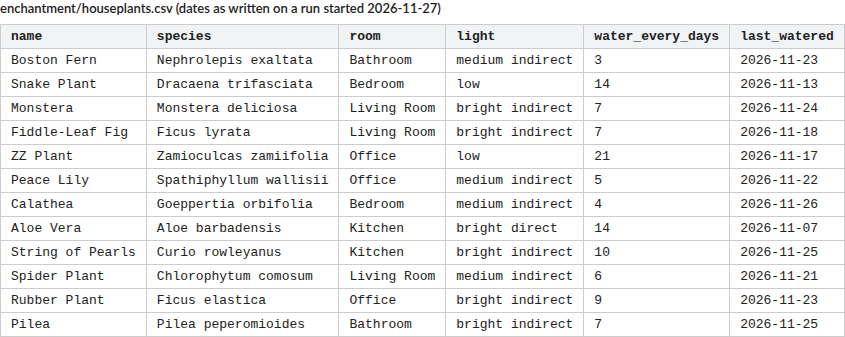 enchantment/houseplants.csv (dates as written on a run started 2026-11-27)
name species room light water_every_days last_watered
Boston Fern Nephrolepis exaltata Bathroom medium indirect 3 2026-11-23
Snake Plant Dracaena trifasciata Bedroom low 14 2026-11-13
Monstera Monstera deliciosa Living Room bright indirect 7 2026-11-24
Fiddle-Leaf Fig Ficus lyrata Living Room bright indirect 7 2026-11-18
ZZ Plant Zamioculcas zamiifolia Office low 21 2026-11-17
Peace Lily Spathiphyllum wallisii Office medium indirect 5 2026-11-22
Calathea Goeppertia orbifolia Bedroom medium indirect 4 2026-11-26
Aloe Vera Aloe barbadensis Kitchen bright direct 14 2026-11-07
String of Pearls Curio rowleyanus Kitchen bright indirect 10 2026-11-25
Spider Plant Chlorophytum comosum Living Room medium indirect 6 2026-11-21
Rubber Plant Ficus elastica Office bright indirect 9 2026-11-23
Pilea Pilea peperomioides Bathroom bright indirect 7 2026-11-25